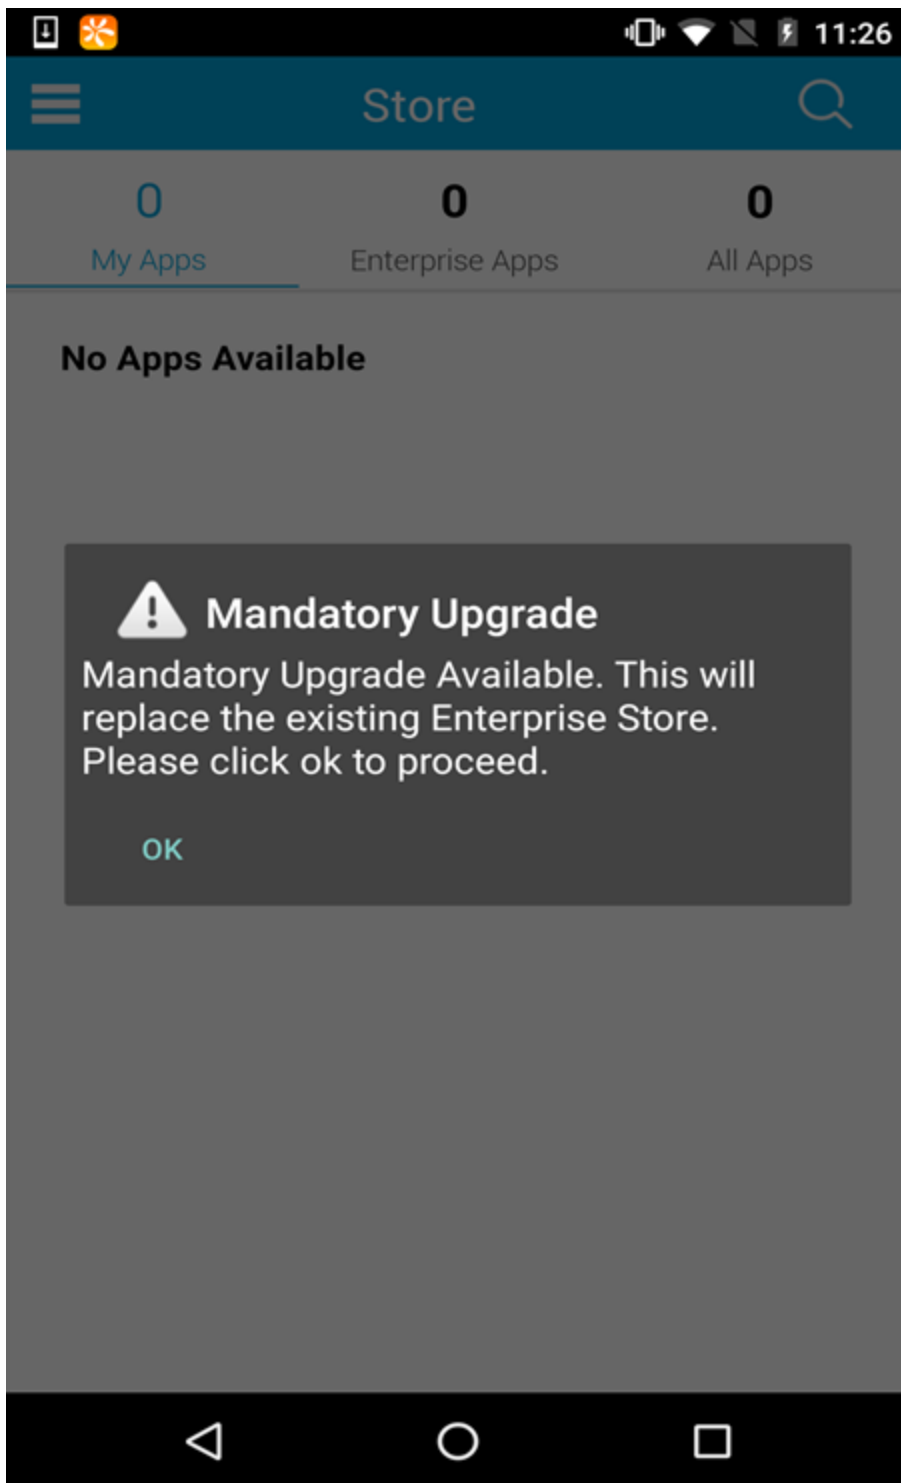 11:26
Store
0 0 0
My Apps Enterprise Apps All Apps
No Apps Available
Mandatory Upgrade
Mandatory Upgrade Available. This will
replace the existing Enterprise Store.
Please click ok to proceed.
OK